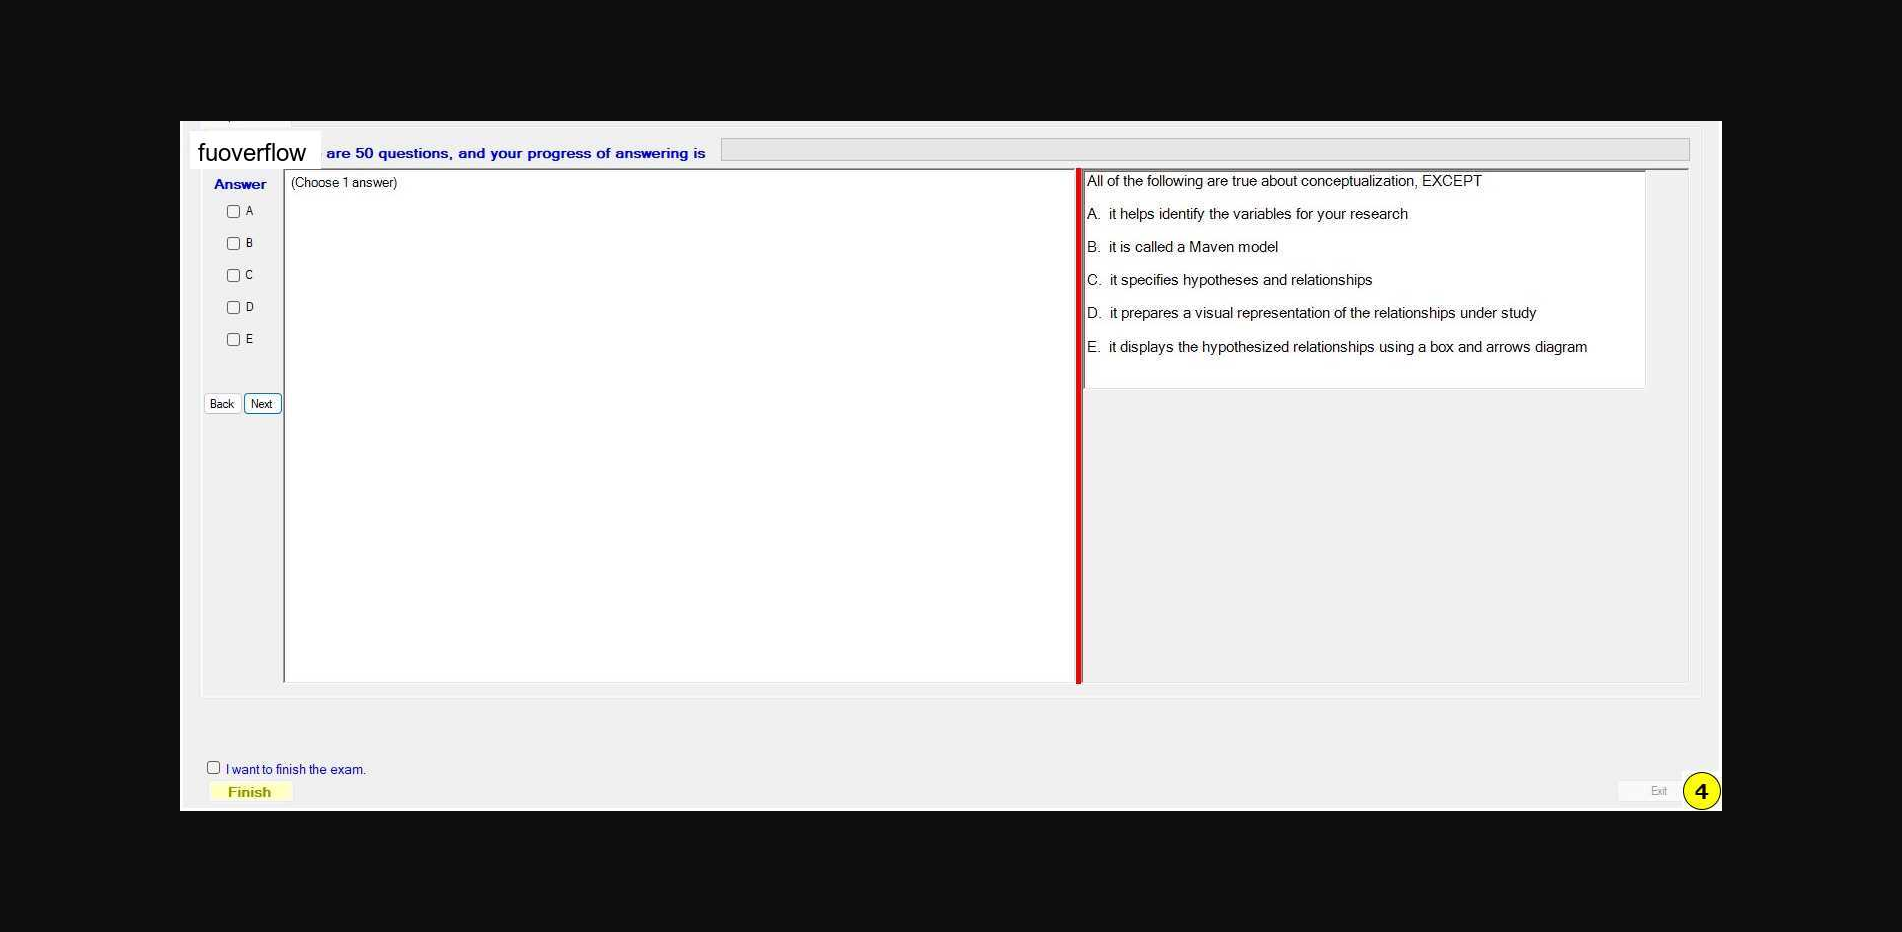 fuoverflow are 50 questions, and your progress of answering is
Answer
A
B
C
D
E
Back Next
(Choose 1 answer)
All of the following are true about conceptualization, EXCEPT
A. it helps identify the variables for your research
B. it is called a Maven model
C. it specifies hypotheses and relationships
D. it prepares a visual representation of the relationships under study
E. it displays the hypothesized relationships using a box and arrows diagram
I want to finish the exam.
Finish
Exit
4